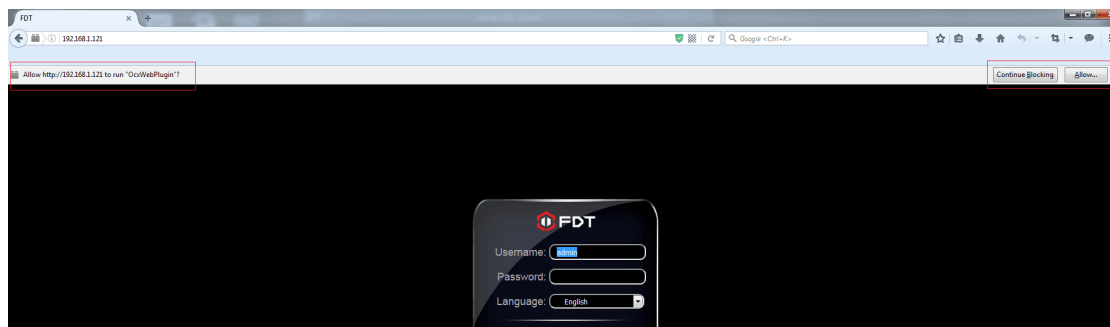 FDT
192.168.1.121
Google <Ctrl+K>
Allow http://192.168.1.121 to run "OcxWebPlugin"?
Continue Blocking
Allow...
FDT
Username: admin
Password:
Language: English